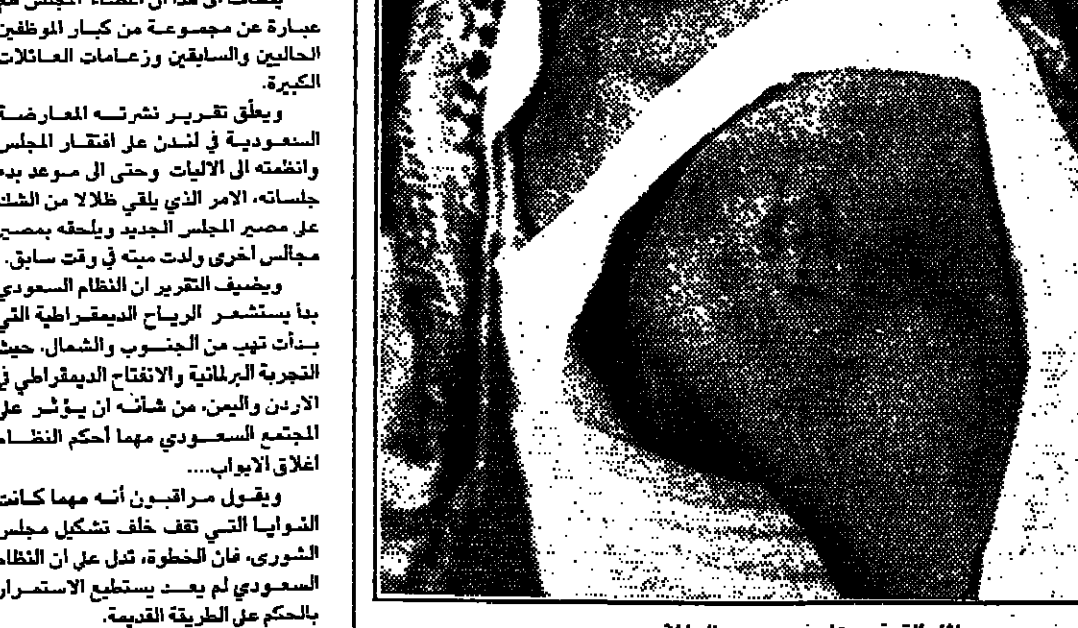 عبارة عن مجموعة من كبار الموظفين
الحاليين والسابقين وزعامات العائلات
الكبيرة.
ويعلق تقرير نشرته المعارضة
السعودية في لندن على افتقار المجلس
وانظمته الى الاليات وحتى الى موعد بدء
جلساته، الامر الذي يلقي ظلالا من الشك
على مصير المجلس الجديد ويلحقه بمصير
مجالس اخرى ولدت ميته في وقت سابق.
ويضيف التقرير ان النظام السعودي
بدأ يستشعر الرياح الديمقراطية التي
بدأت تهب من الجنوب والشمال، حيث
التجربة البرلمانية والانفتاح الديمقراطي في
الاردن واليمن، من شأنه ان يؤثر على
المجتمع السعودي مهما أحكم النظام
اغلاق الابواب....
ويقول مراقبون أنه مهما كانت
النوايا التي تقف خلف تشكيل مجلس
الشورى، فان الخطوة، تدل على ان النظام
السعودي لم يعد يستطيع الاستمرار
بالحكم على الطريقة القديمة.